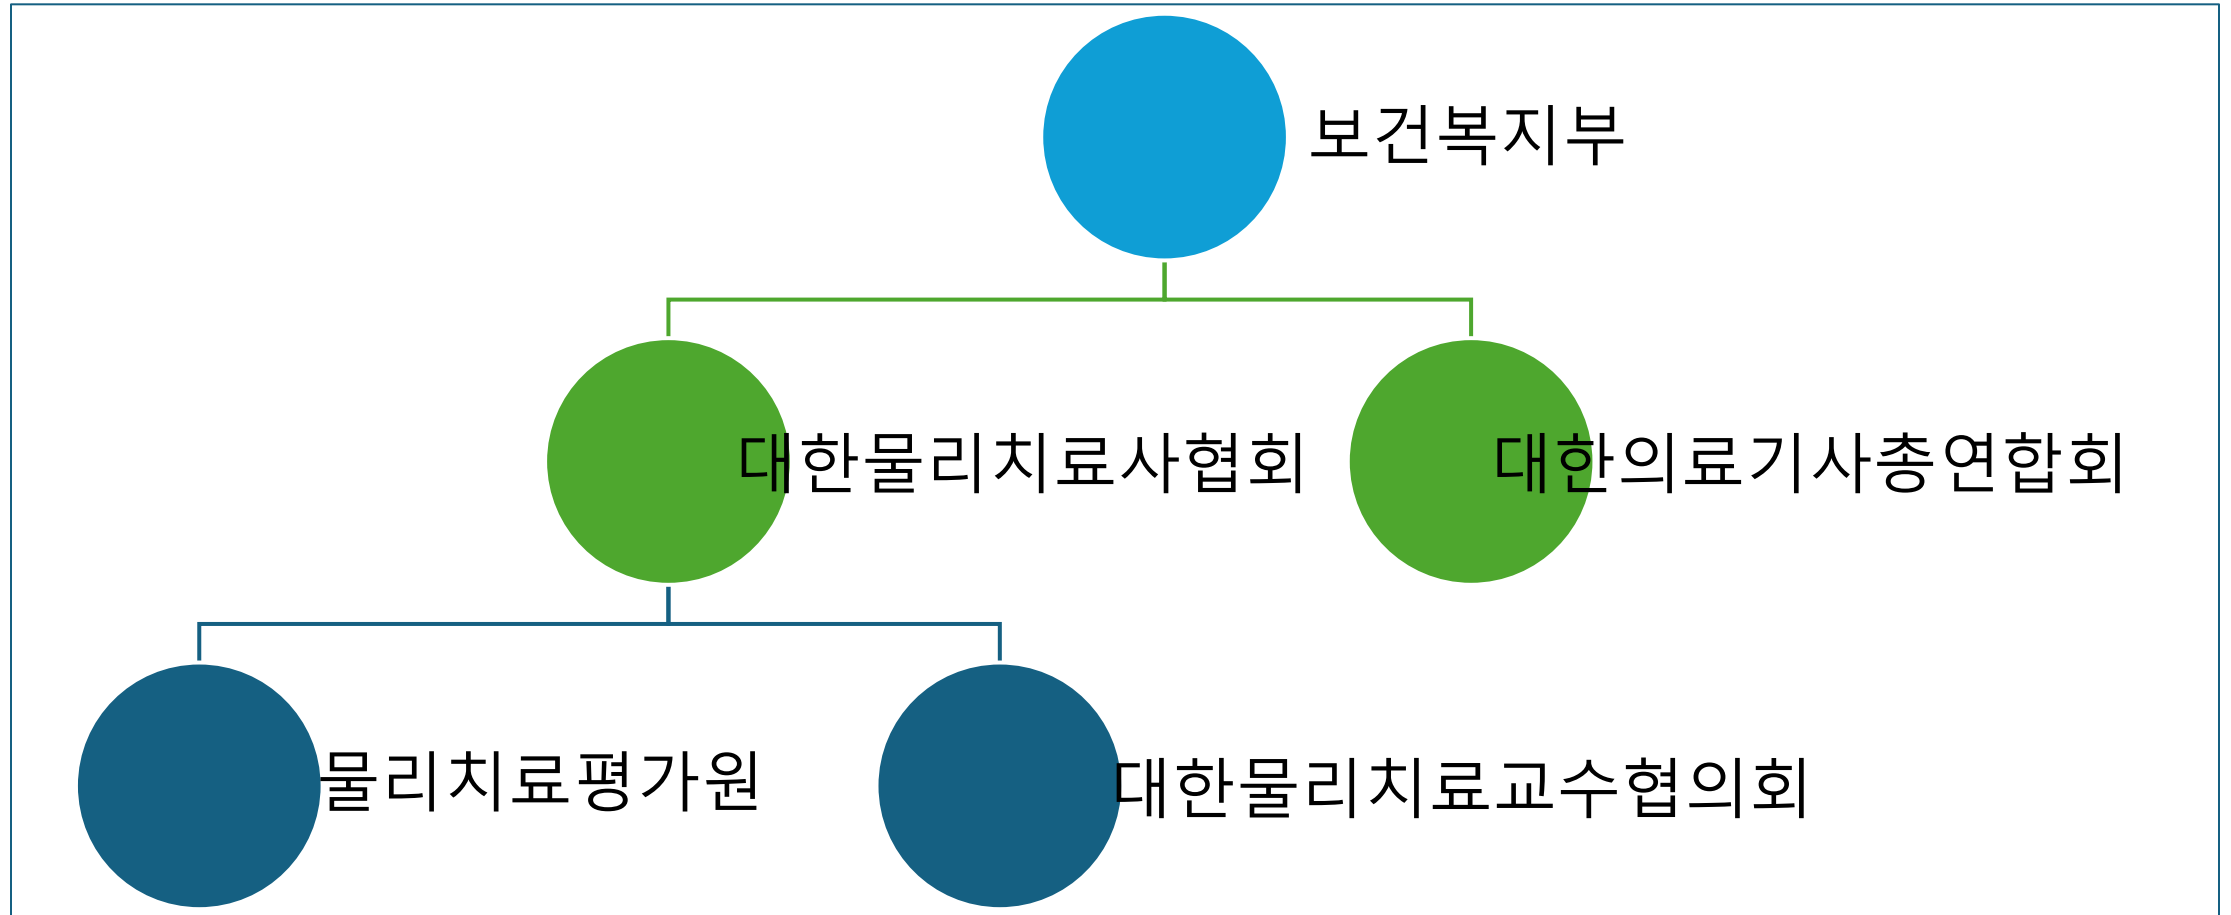 보건복지부
대한물리치료사협회
대한의료기사총연합회
물리치료평가원
대한물리치료교수협의회